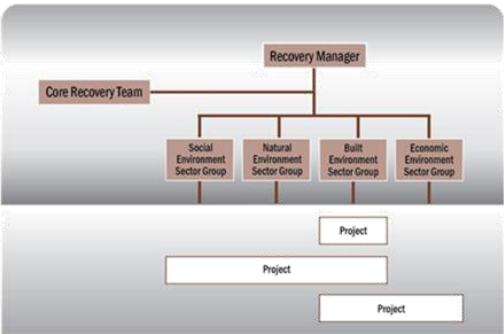 Recovery Manager
Core Recovery Team
Social
Environment
Sector Group
Natural
Environment
Sector Group
Built
Environment
Sector Group
Economic
Environment
Sector Group
Project
Project
Project